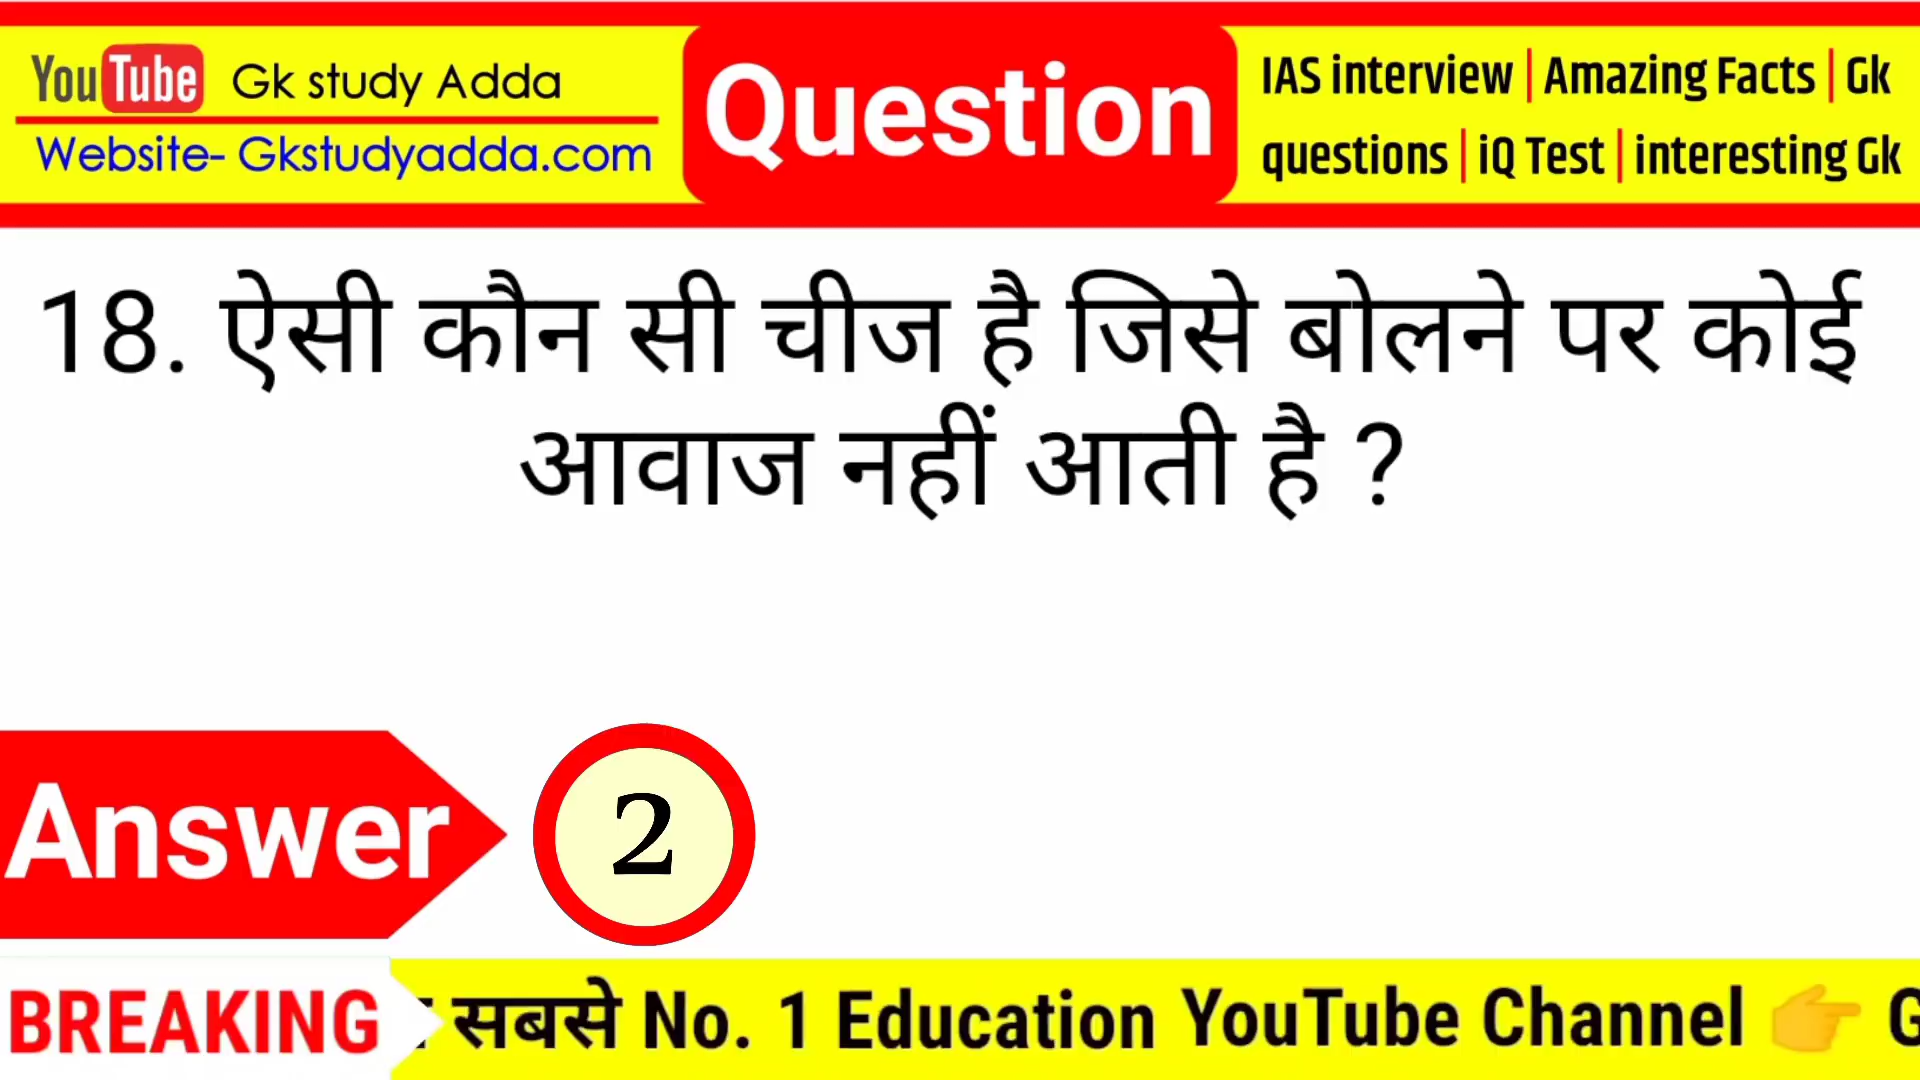 YouTube Gk study Adda
Website- Gkstudyadda.com
Question
IAS interview | Amazing Facts | Gk
questions | iQ Test | interesting Gk
18. ऐसी कौन सी चीज है जिसे बोलने पर कोई
आवाज नहीं आती है ?
Answer
2
BREAKING
सबसे No. 1 Education YouTube Channel 👉 G